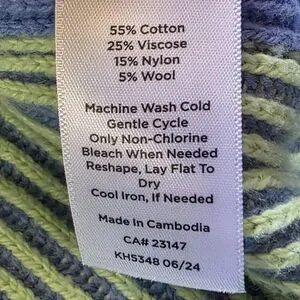 55% Cotton
25% Viscose
15% Nylon
5% Wool
Machine Wash Cold
Gentle Cycle
Only Non-Chlorine
Bleach When Needed
Reshape, Lay Flat To
Dry
Cool Iron, If Needed
Made In Cambodia
CA# 23147
KH5348 06/24